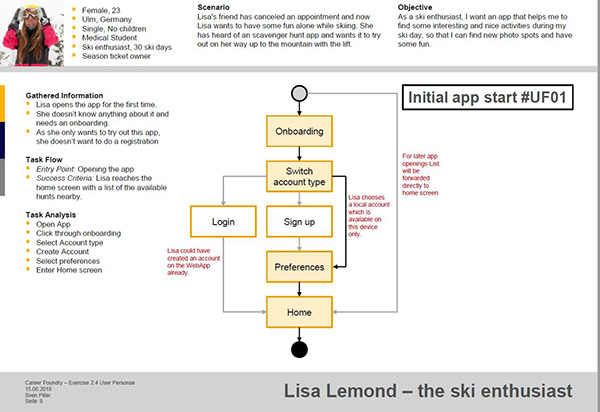 Female, 23
Ulm, Germany
Single, No children
Medical Student
Ski enthusiast, 30 ski days
Season ticket owner
Scenario
Lisa's friend has canceled an appointment and now
Lisa wants to have some fun alone while skiing. She
has heard of an scavenger hunt app and wants it to try
out on her way up to the mountain with the lift.
Objective
As a ski enthusiast, I want an app that helps me to
find some interesting and nice activities during my
ski day, so that I can find new photo spots and have
some fun.
Gathered Information
Lisa opens the app for the first time.
She doesn't know anything about it and
needs an onboarding.
As she only wants to try out this app,
she doesn't want to do a registration
Task Flow
Entry Point: Opening the app
Success Criteria: Lisa reaches the
home screen with a list of the available
hunts nearby.
Task Analysis
Open App
Click through onboarding
Select Account type
Create Account
Select preferences
Enter Home screen
Initial app start #UF01
Onboarding
Switch
account type
Login
Sign up
Preferences
Home
For later app
openings List
will be
forwarded
directly to
home screen
Lisa chooses
a local account
which is
available on
this device
only.
Lisa could have
created an account
on the WebApp
already.
Career Foundry – Exercise 2.4 User Personas
15.06.2018
Sven Piller
Seite 8
Lisa Lemond – the ski enthusiast